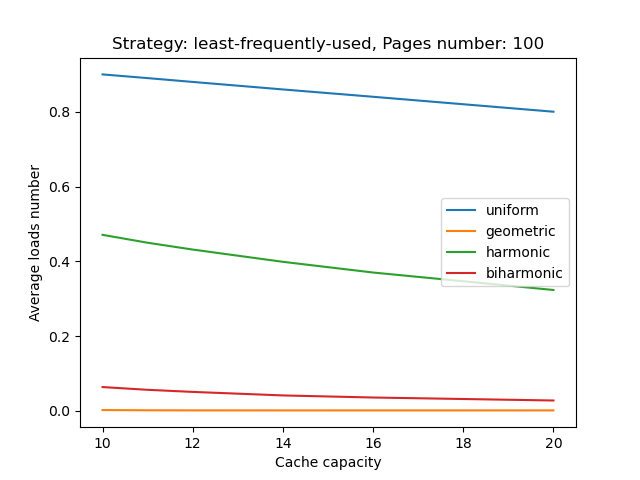 Strategy: least-frequently-used, Pages number: 100
Average loads number
0.8
0.6
0.4
0.2
0.0
uniform
geometric
harmonic
biharmonic
10 12 14 16 18 20
Cache capacity